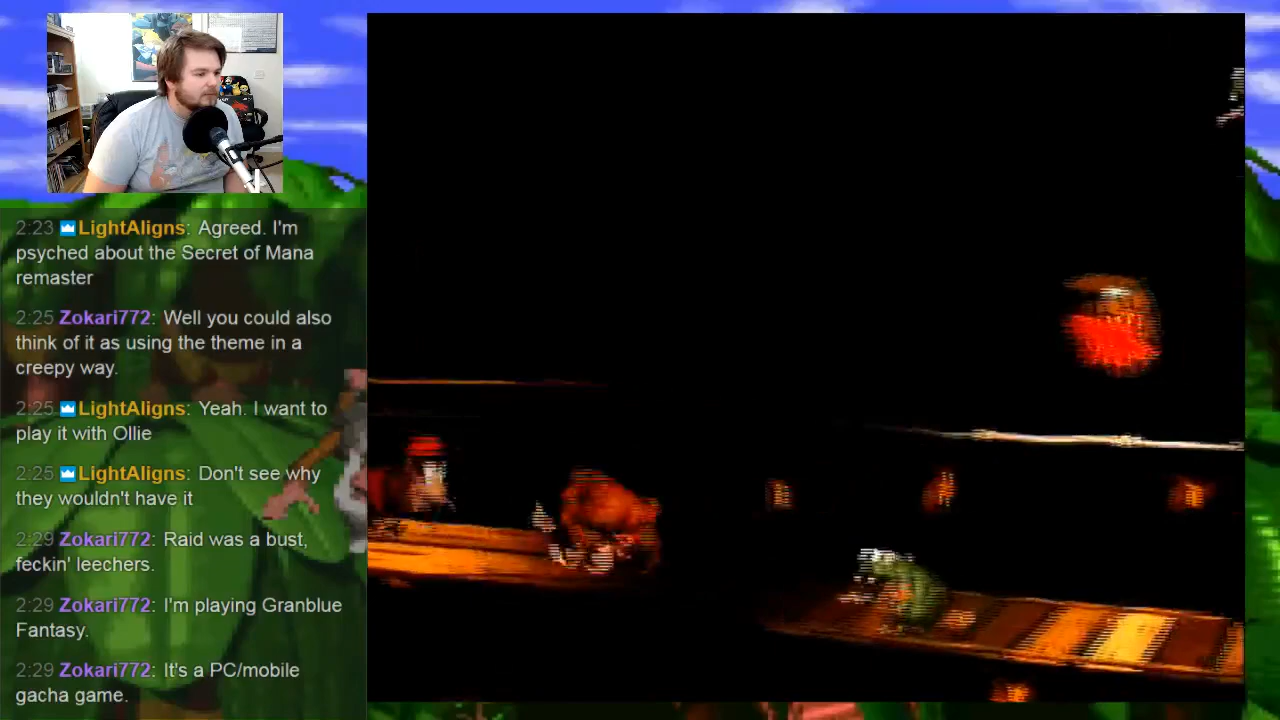 2:23 LightAligns: Agreed. I'm
psyched about the Secret of Mana
remaster
2:25 Zokari772: Well you could also
think of it as using the theme in a
creepy way.
2:25 LightAligns: Yeah. I want to
play it with Ollie
2:25 LightAligns: Don't see why
they wouldn't have it
2:29 Zokari772: Raid was a bust,
feckin' leechers.
2:29 Zokari772: I'm playing Granblue
Fantasy.
2:29 Zokari772: It's a PC/mobile
gacha game.